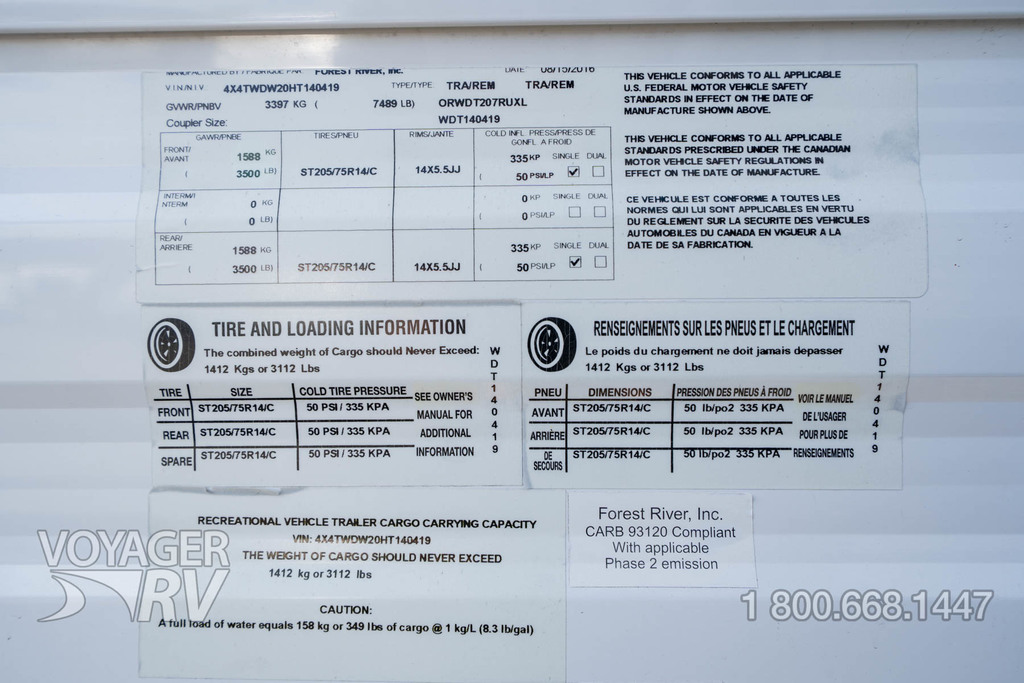 MANUFACTURED BY / FABRIQUE PAR FOREST RIVER, Inc. DATE 08/15/2016
V I N / N I V. 4X4TWDW20HT140419 TYPE/TYPE TRA/REM TRA/REM
GVWR/PNBV 3397 KG ( 7489 LB) ORWDT207RUXL
Coupler Size: WDT140419
GAWR/PNBE TIRES/PNEU RIMS/JANTE COLD INFL PRESS/PRESS DE
GONFL A FROID
FRONT/
AVANT 1588 KG
( 3500 LB) ST205/75R14/C 14X5.5JJ 335 KP SINGLE DUAL
( 50 PSI/LP
INTERM/I
NTERM 0 KG
( 0 LB) 0 KP SINGLE DUAL
( 0 PSI/LP
REAR/
ARRIERE 1588 KG
( 3500 LB) ST205/75R14/C 14X5.5JJ 335 KP SINGLE DUAL
( 50 PSI/LP
THIS VEHICLE CONFORMS TO ALL APPLICABLE
U.S. FEDERAL MOTOR VEHICLE SAFETY
STANDARDS IN EFFECT ON THE DATE OF
MANUFACTURE SHOWN ABOVE.
THIS VEHICLE CONFORMS TO ALL APPLICABLE
STANDARDS PRESCRIBED UNDER THE CANADIAN
MOTOR VEHICLE SAFETY REGULATIONS IN
EFFECT ON THE DATE OF MANUFACTURE.
CE VEHICULE EST CONFORME A TOUTES LES
NORMES QUI LUI SONT APPLICABLES EN VERTU
DU REGLEMENT SUR LA SECURITE DES VEHICULES
AUTOMOBILES DU CANADA EN VIGUEUR A LA
DATE DE SA FABRICATION.
TIRE AND LOADING INFORMATION
The combined weight of Cargo should Never Exceed:
1412 Kgs or 3112 Lbs
TIRE SIZE COLD TIRE PRESSURE
FRONT ST205/75R14/C 50 PSI / 335 KPA
REAR ST205/75R14/C 50 PSI / 335 KPA
SPARE ST205/75R14/C 50 PSI / 335 KPA
SEE OWNER'S
MANUAL FOR
ADDITIONAL
INFORMATION
WDT140419
RENSEIGNEMENTS SUR LES PNEUS ET LE CHARGEMENT
Le poids du chargement ne doit jamais depasser
1412 Kgs or 3112 Lbs
PNEU DIMENSIONS PRESSION DES PNEUS À FROID
AVANT ST205/75R14/C 50 lb/po2 335 KPA
ARRIÈRE ST205/75R14/C 50 lb/po2 335 KPA
DE
SECOURS ST205/75R14/C 50 lb/po2 335 KPA
VOIR LE MANUEL
DE L'USAGER
POUR PLUS DE
RENSEIGNEMENTS
WDT140419
RECREATIONAL VEHICLE TRAILER CARGO CARRYING CAPACITY
VIN: 4X4TWDW20HT140419
THE WEIGHT OF CARGO SHOULD NEVER EXCEED
1412 kg or 3112 lbs
CAUTION:
A full load of water equals 158 kg or 349 lbs of cargo @ 1 kg/L (8.3 lb/gal)
Forest River, Inc.
CARB 93120 Compliant
With applicable
Phase 2 emission
VOYAGER
RV
1 800.668.1447